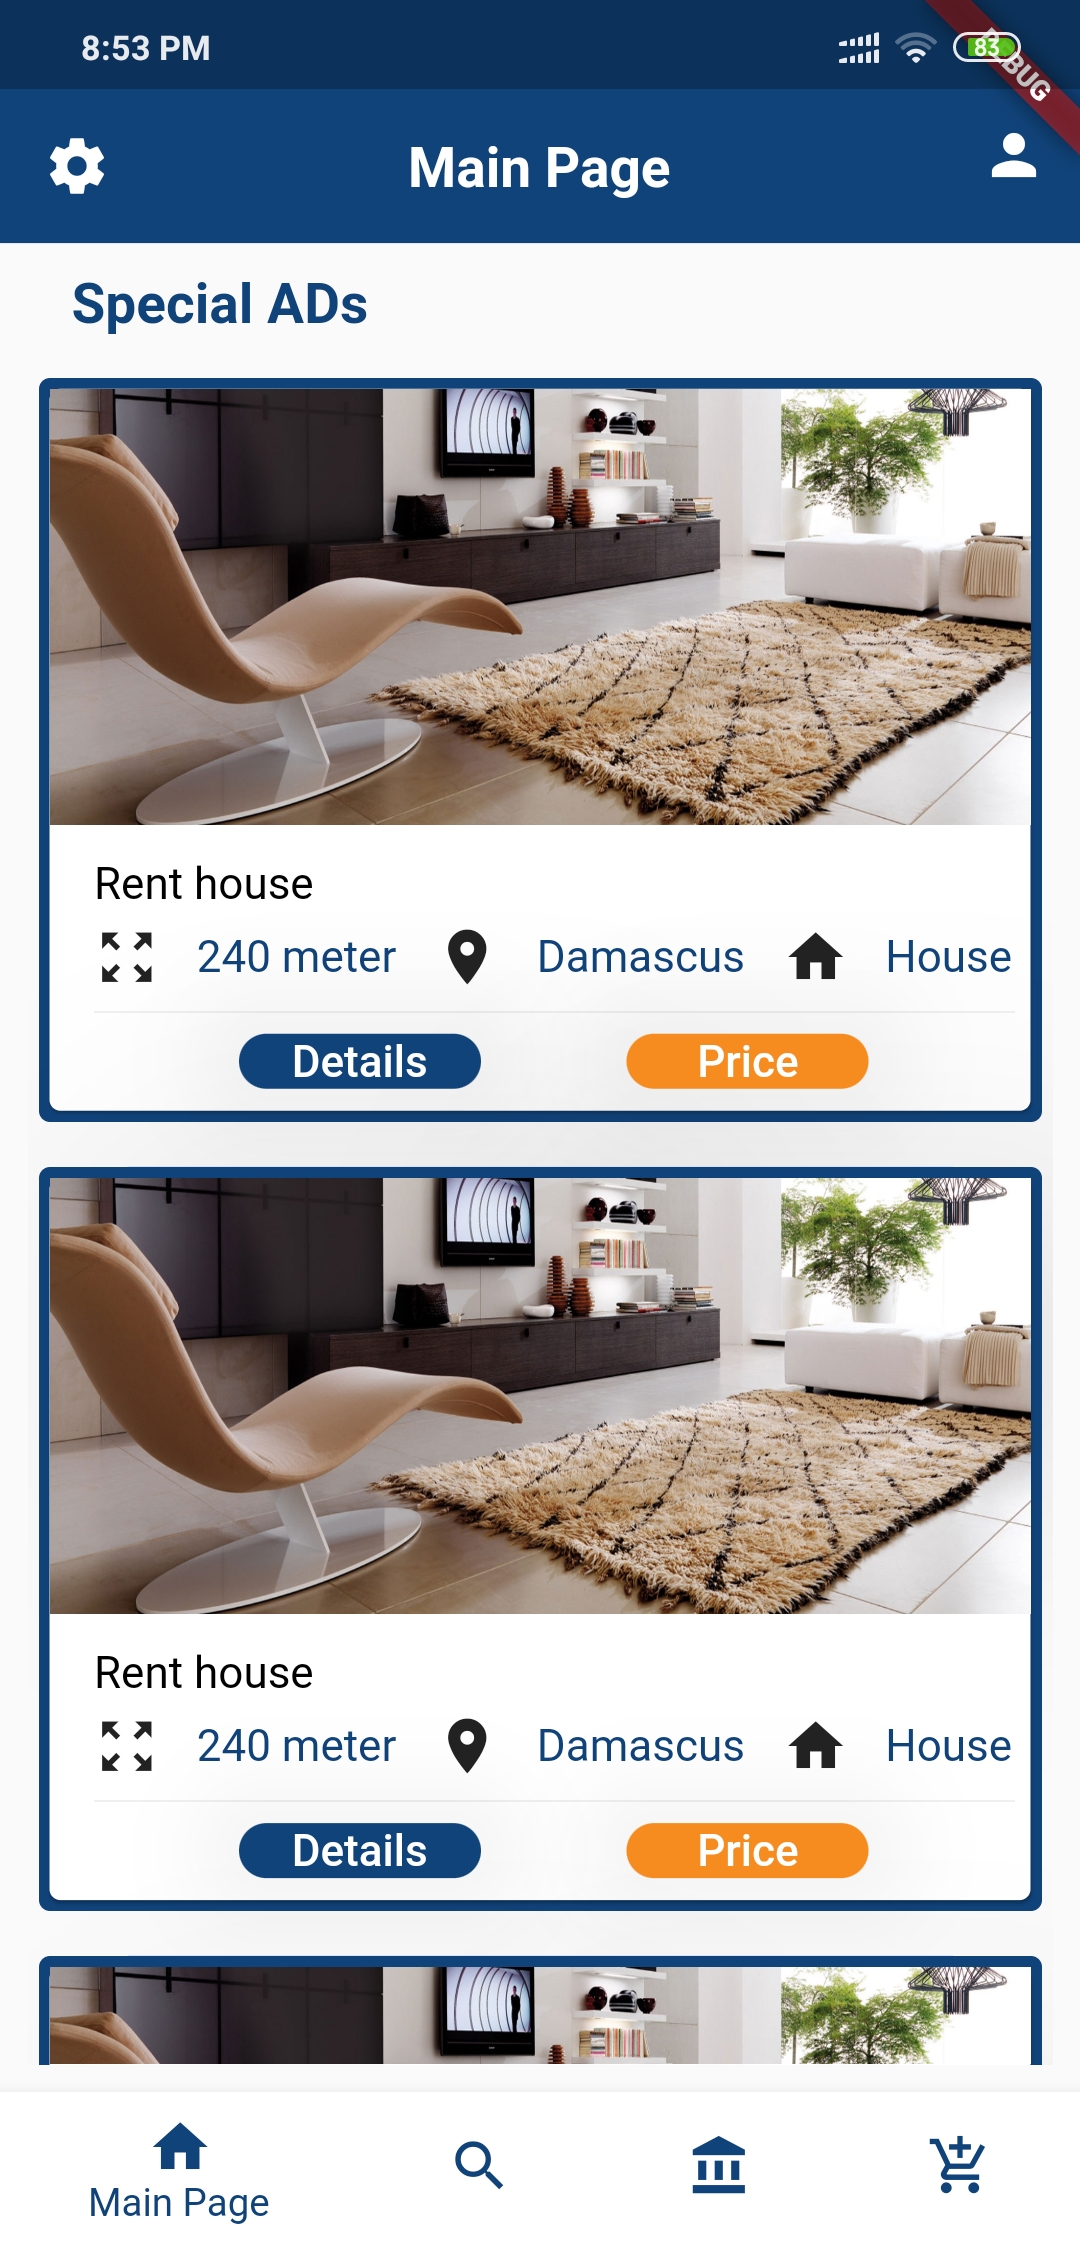 8:53 PM
83
DEBUG
Main Page
Special ADs
Rent house
240 meter Damascus House
Details Price
Rent house
240 meter Damascus House
Details Price
Main Page